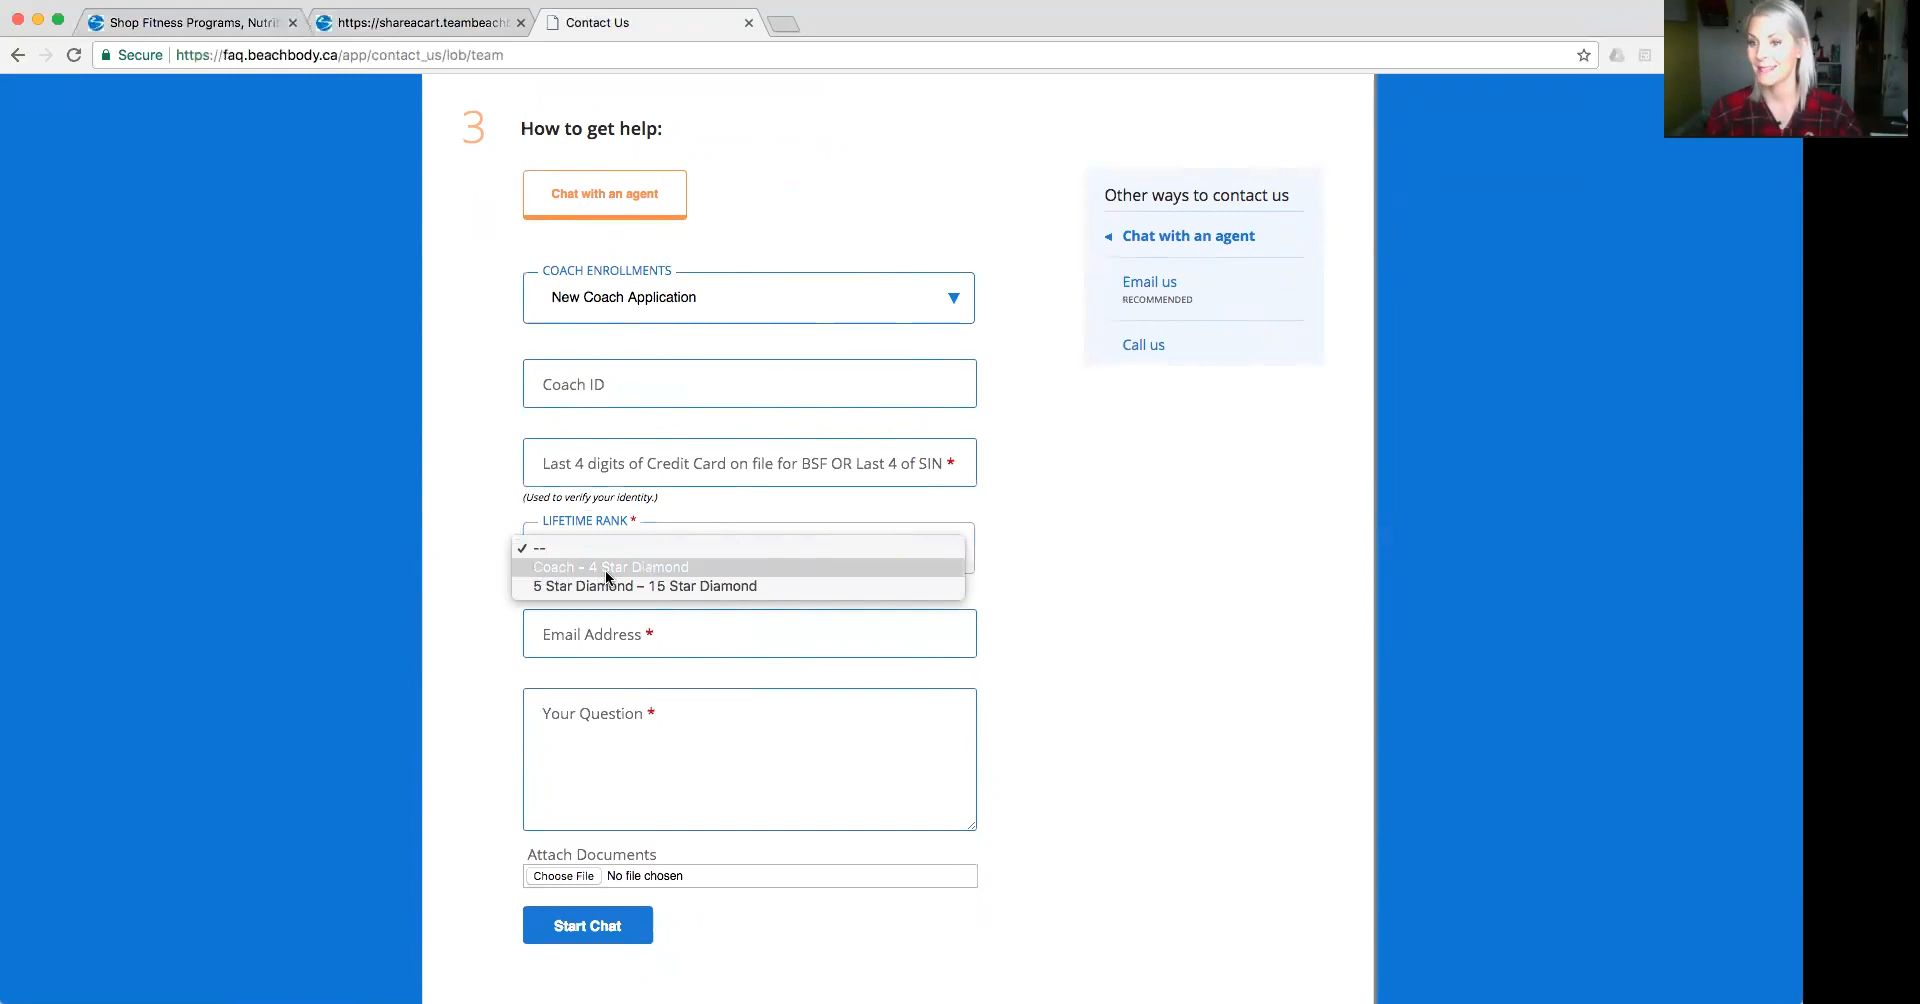 Shop Fitness Programs, Nutri
https://shareacart.teambeach
Contact Us
Secure https://faq.beachbody.ca/app/contact_us/lob/team
3 How to get help:
Chat with an agent
COACH ENROLLMENTS
New Coach Application
Coach ID
Last 4 digits of Credit Card on file for BSF OR Last 4 of SIN *
(Used to verify your identity.)
LIFETIME RANK *
✓ --
Coach – 4 Star Diamond
5 Star Diamond – 15 Star Diamond
Email Address *
Your Question *
Attach Documents
Choose File No file chosen
Start Chat
Other ways to contact us
Chat with an agent
Email us
RECOMMENDED
Call us